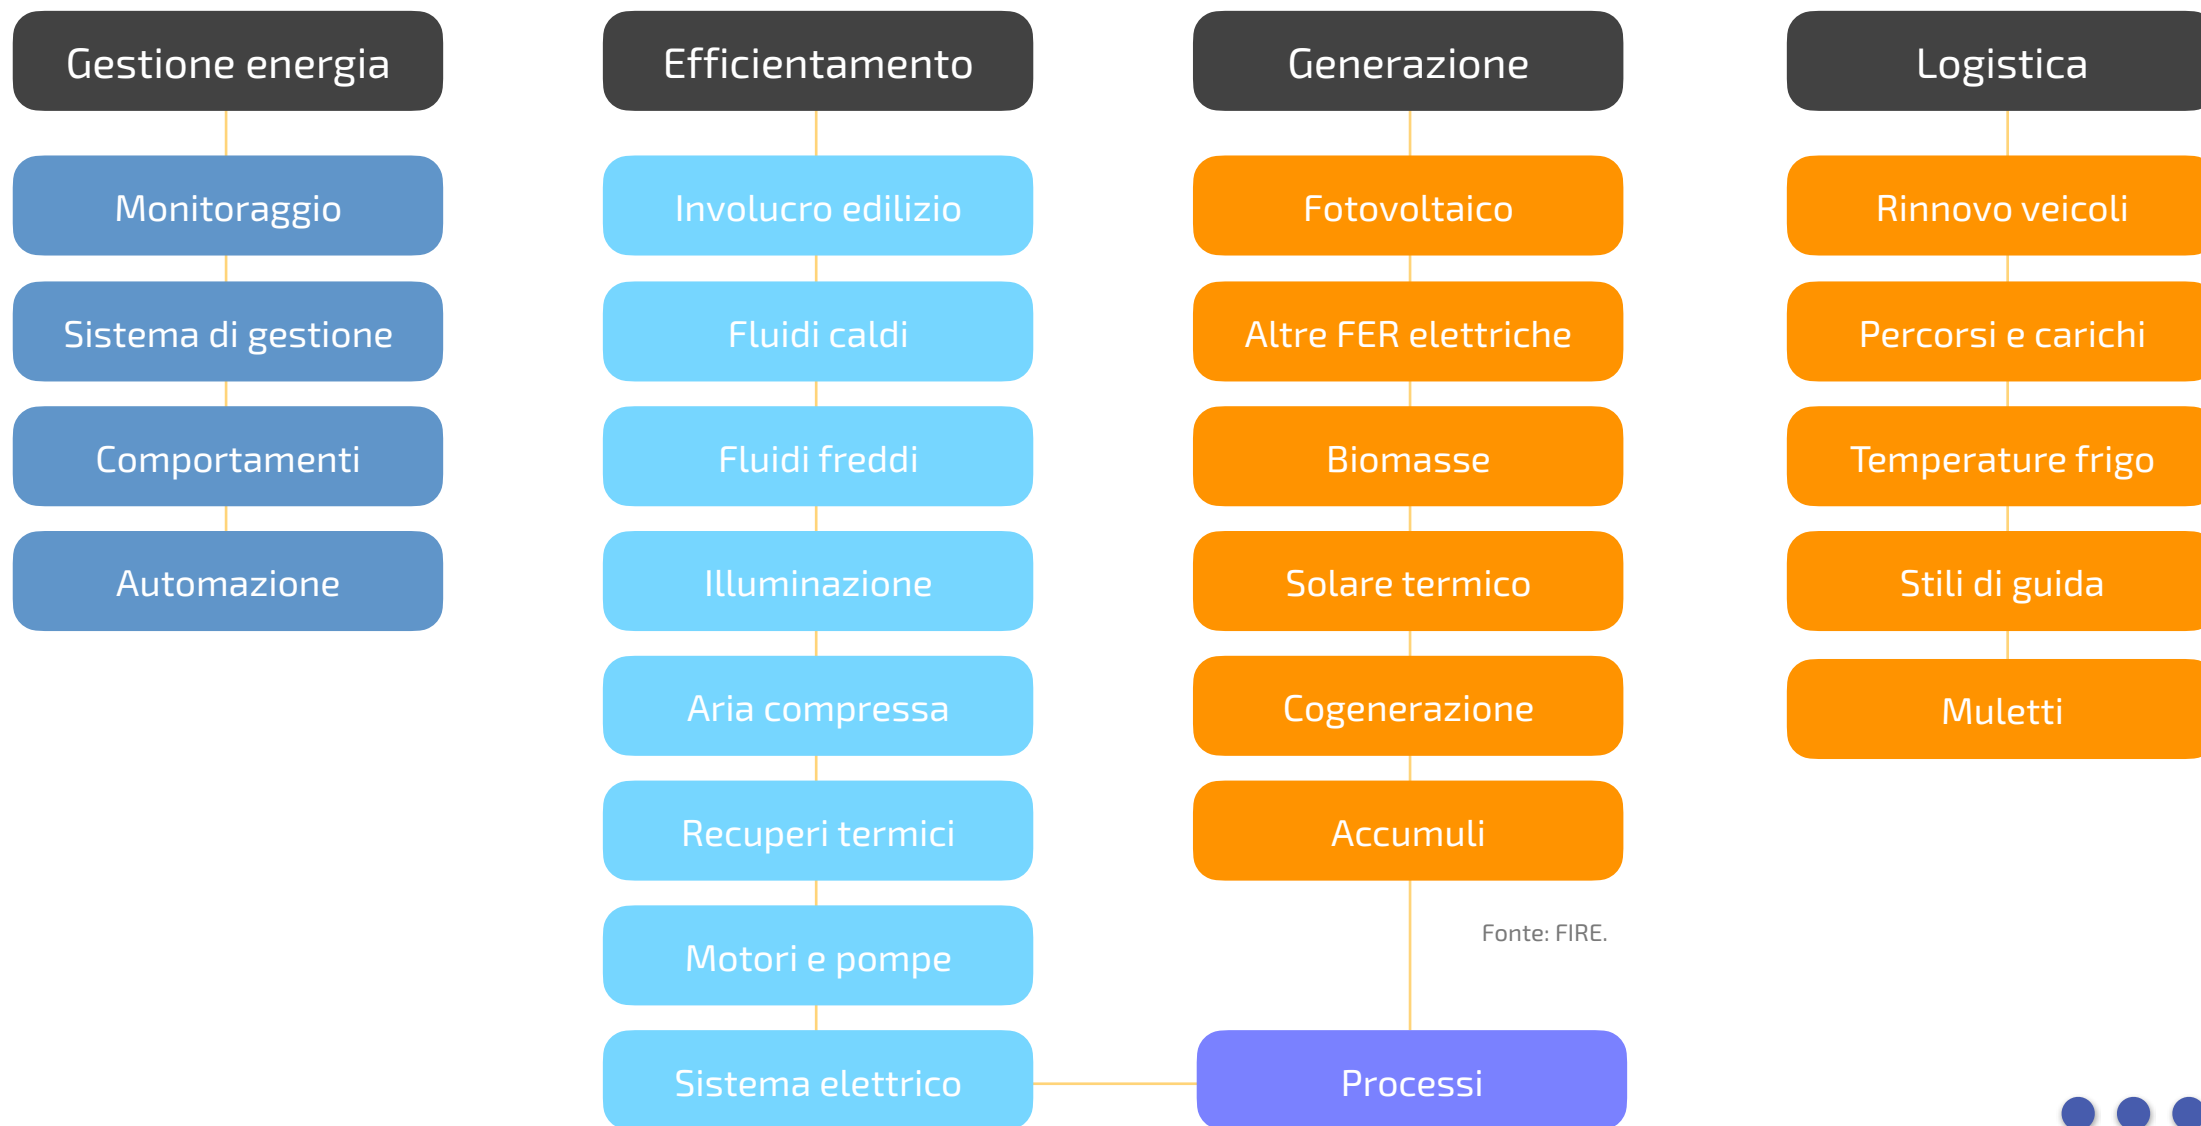 Gestione energia
Monitoraggio
Sistema di gestione
Comportamenti
Automazione
Efficientamento
Involucro edilizio
Fluidi caldi
Fluidi freddi
Illuminazione
Aria compressa
Recuperi termici
Motori e pompe
Sistema elettrico
Generazione
Fotovoltaico
Altre FER elettriche
Biomasse
Solare termico
Cogenerazione
Accumuli
Fonte: FIRE.
Processi
Logistica
Rinnovo veicoli
Percorsi e carichi
Temperature frigo
Stili di guida
Muletti